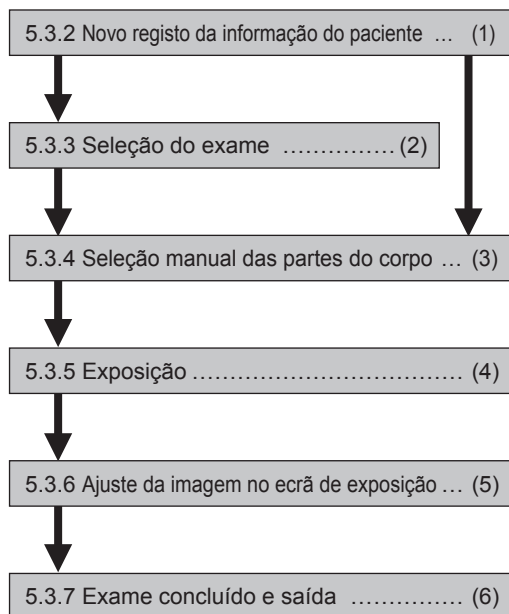 5.3.2 Novo registo da informação do paciente … (1)
5.3.3 Seleção do exame …………… (2)
5.3.4 Seleção manual das partes do corpo … (3)
5.3.5 Exposição ……………………………… (4)
5.3.6 Ajuste da imagem no ecrã de exposição … (5)
5.3.7 Exame concluído e saída …………… (6)